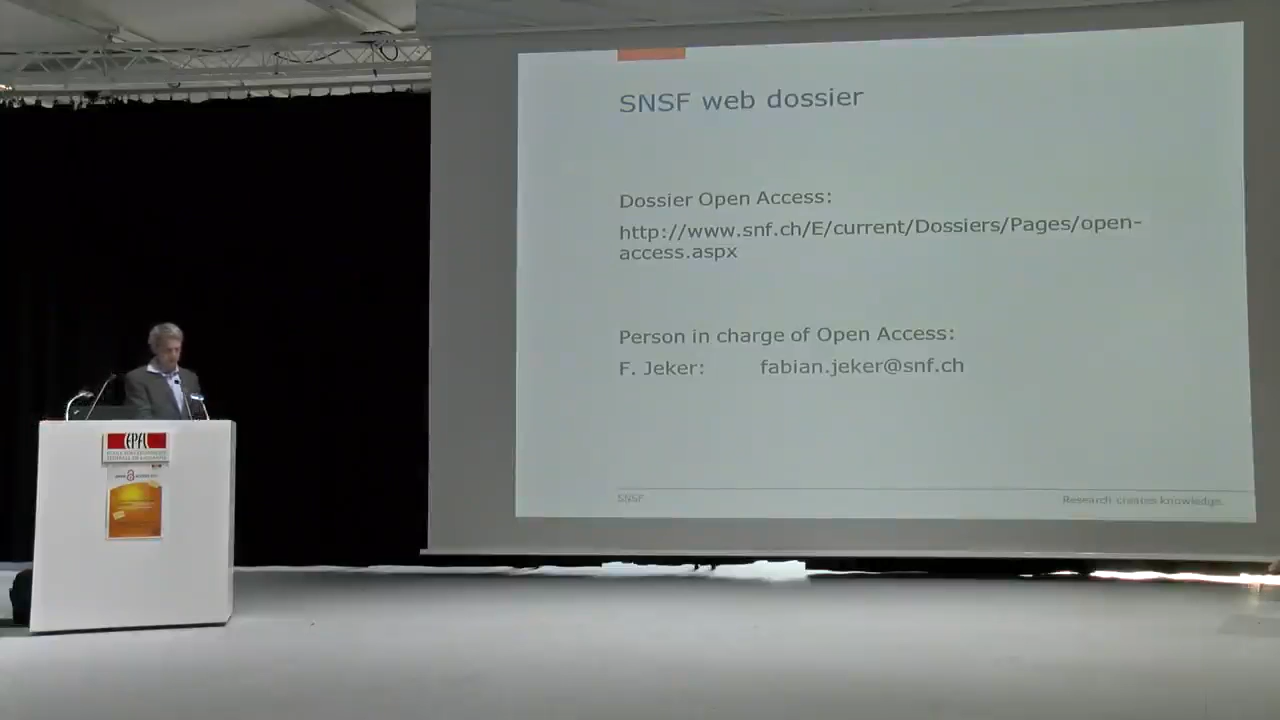 SNSF web dossier
Dossier Open Access:
http://www.snf.ch/E/current/Dossiers/Pages/open-
access.aspx
Person in charge of Open Access:
F. Jeker: fabian.jeker@snf.ch
SNSF Research creates knowledge.
EPFL